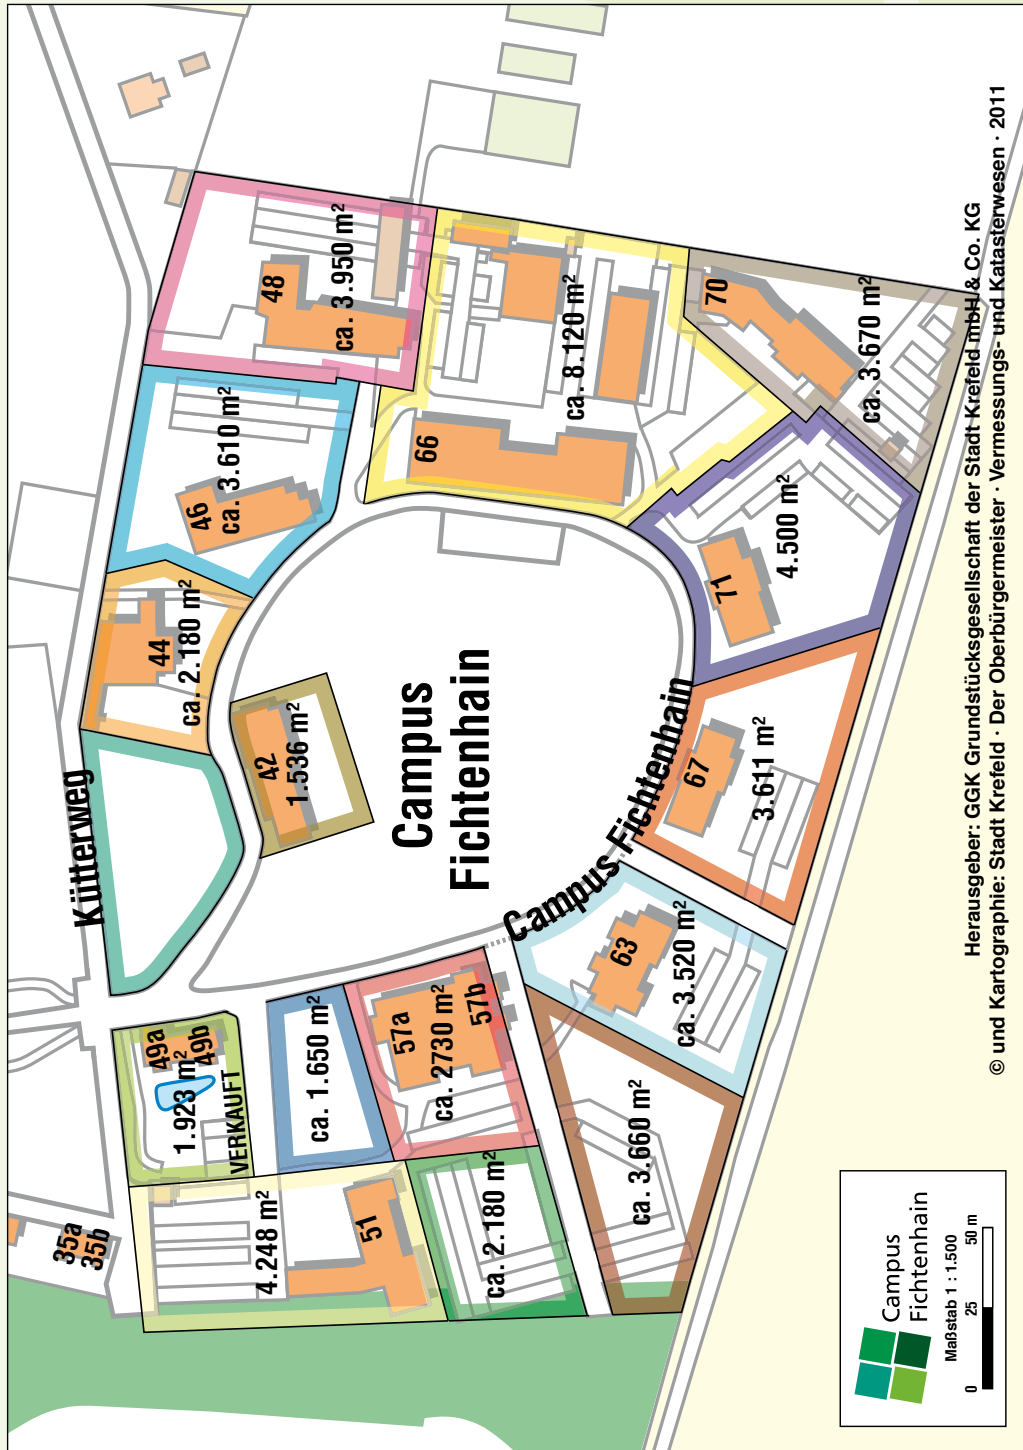 Kütterweg
35a
35b
49a
49b
1.923 m²
VERKAUFT
4.248 m²
51
ca. 1.650 m²
57a
57b
ca. 2730 m²
ca. 2.180 m²
ca. 3.660 m²
63
ca. 3.520 m²
67
3.611 m²
71
4.500 m²
70
ca. 3.670 m²
66
ca. 8.120 m²
48
ca. 3.950 m²
46
ca. 3.610 m²
44
ca. 2.180 m²
42
1.536 m²
Campus
Fichtenhain
Campus Fichtenhain
Campus
Fichtenhain
Maßstab 1 : 1.500
0 25 50 m
Herausgeber: GGK Grundstücksgesellschaft der Stadt Krefeld mbH & Co. KG
© und Kartographie: Stadt Krefeld · Der Oberbürgermeister · Vermessungs- und Katasterwesen · 2011